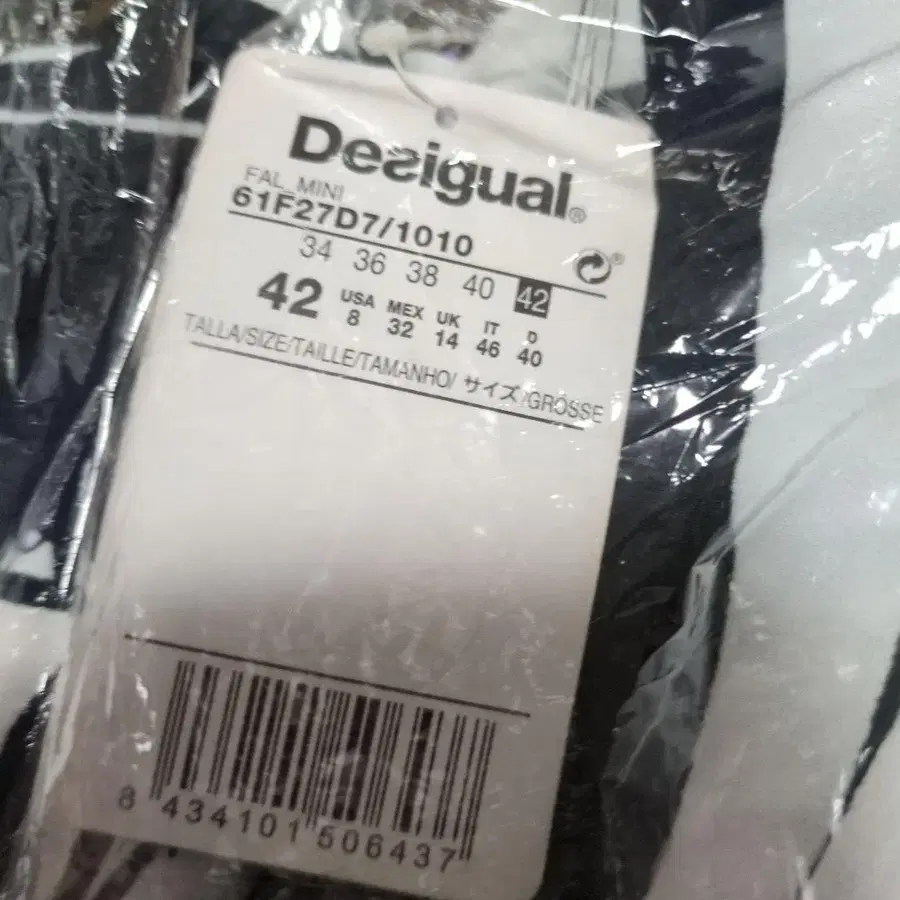 Desigual®
FAL_MINI
61F27D7/1010
34 36 38 40 42
42 USA 8 MEX 32 UK 14 IT 46 D 40
TALLA/SIZE/TAILLE/TAMANHO/ サイズ/GRÖSSE
8 434101 506437